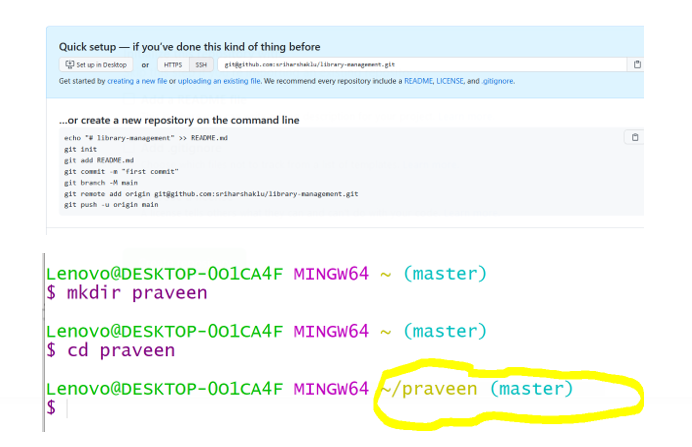 Quick setup — if you've done this kind of thing before
Set up in Desktop or HTTPS SSH git@github.com:sriharshaklu/library-management.git
Get started by creating a new file or uploading an existing file. We recommend every repository include a README, LICENSE, and .gitignore.
...or create a new repository on the command line
echo "# library-management" >> README.md
git init
git add README.md
git commit -m "first commit"
git branch -M main
git remote add origin git@github.com:sriharshaklu/library-management.git
git push -u origin main
Lenovo@DESKTOP-OO1CA4F MINGW64 ~ (master)
$ mkdir praveen
Lenovo@DESKTOP-OO1CA4F MINGW64 ~ (master)
$ cd praveen
Lenovo@DESKTOP-OO1CA4F MINGW64 ~/praveen (master)
$